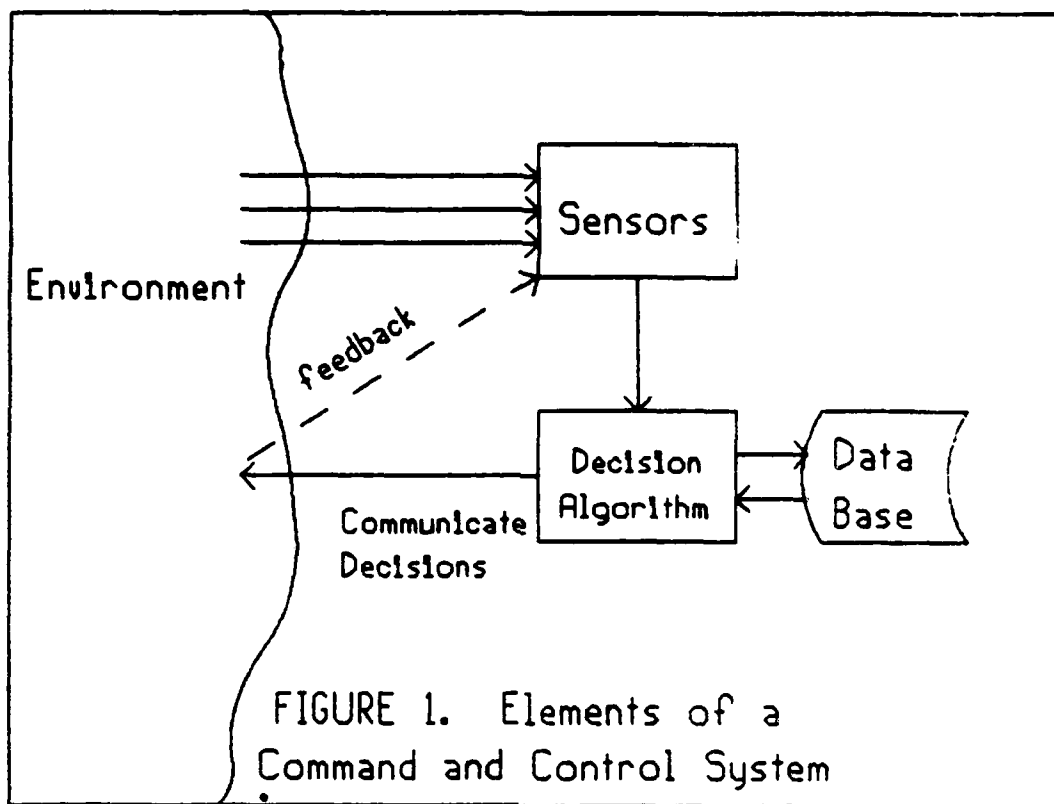 Sensors
Environment
feedback
Decision
Algorithm
Data
Base
Communicate
Decisions
FIGURE 1. Elements of a
Command and Control System